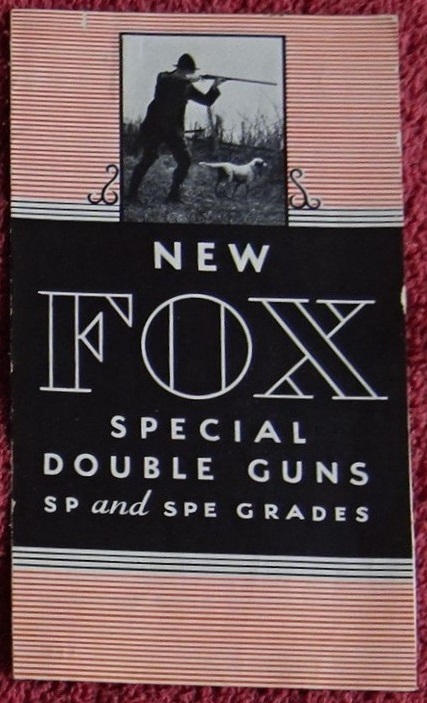 NEW
FOX
SPECIAL
DOUBLE GUNS
SP and SPE GRADES